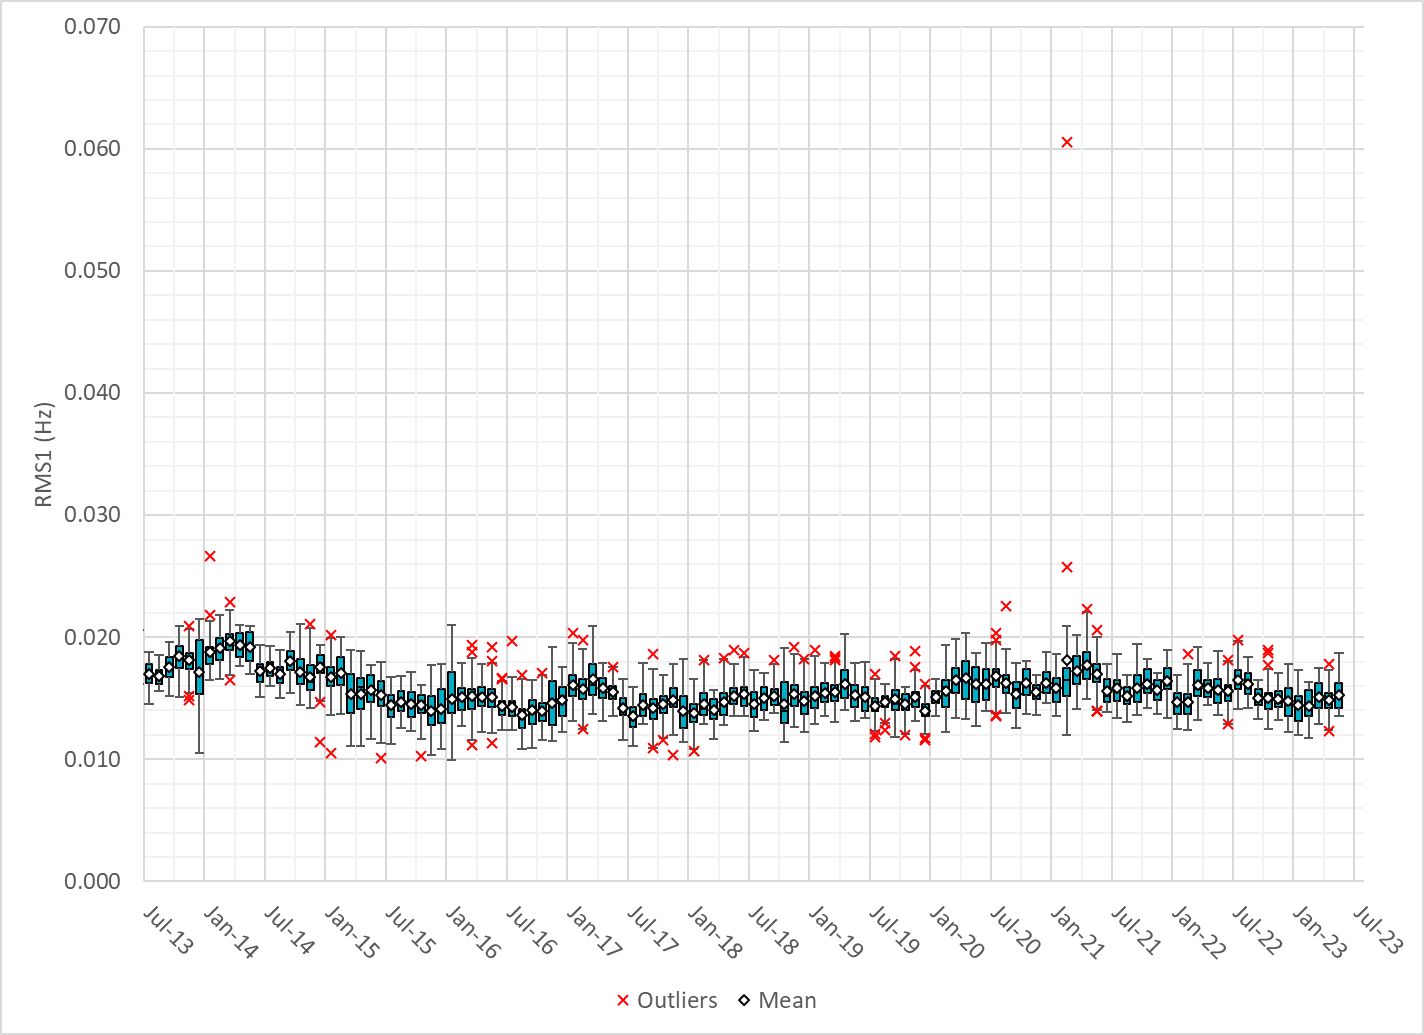 0.070
0.060
0.050
0.040
0.030
0.020
0.010
0.000
RMS1 (Hz)
Jul-13
Jan-14
Jul-14
Jan-15
Jul-15
Jan-16
Jul-16
Jan-17
Jul-17
Jan-18
Jul-18
Jan-19
Jul-19
Jan-20
Jul-20
Jan-21
Jul-21
Jan-22
Jul-22
Jan-23
Jul-23
Outliers Mean